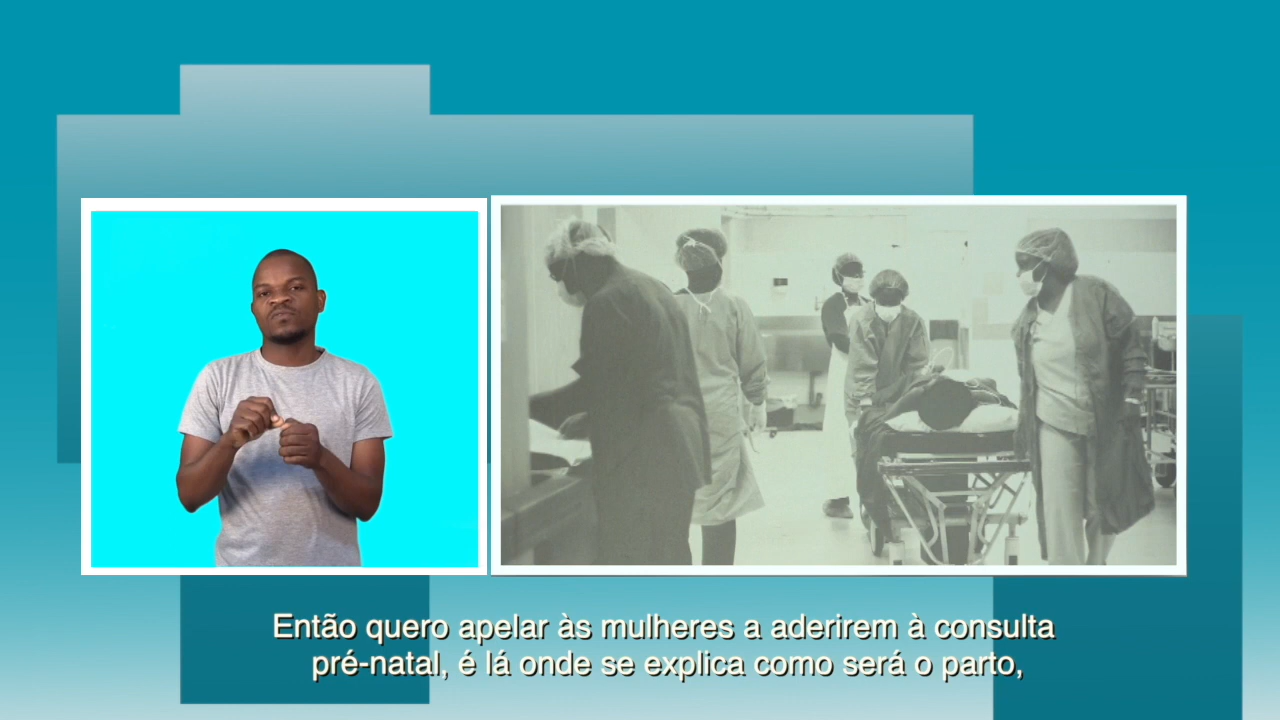 Então quero apelar às mulheres a aderirem à consulta
pré-natal, é lá onde se explica como será o parto,